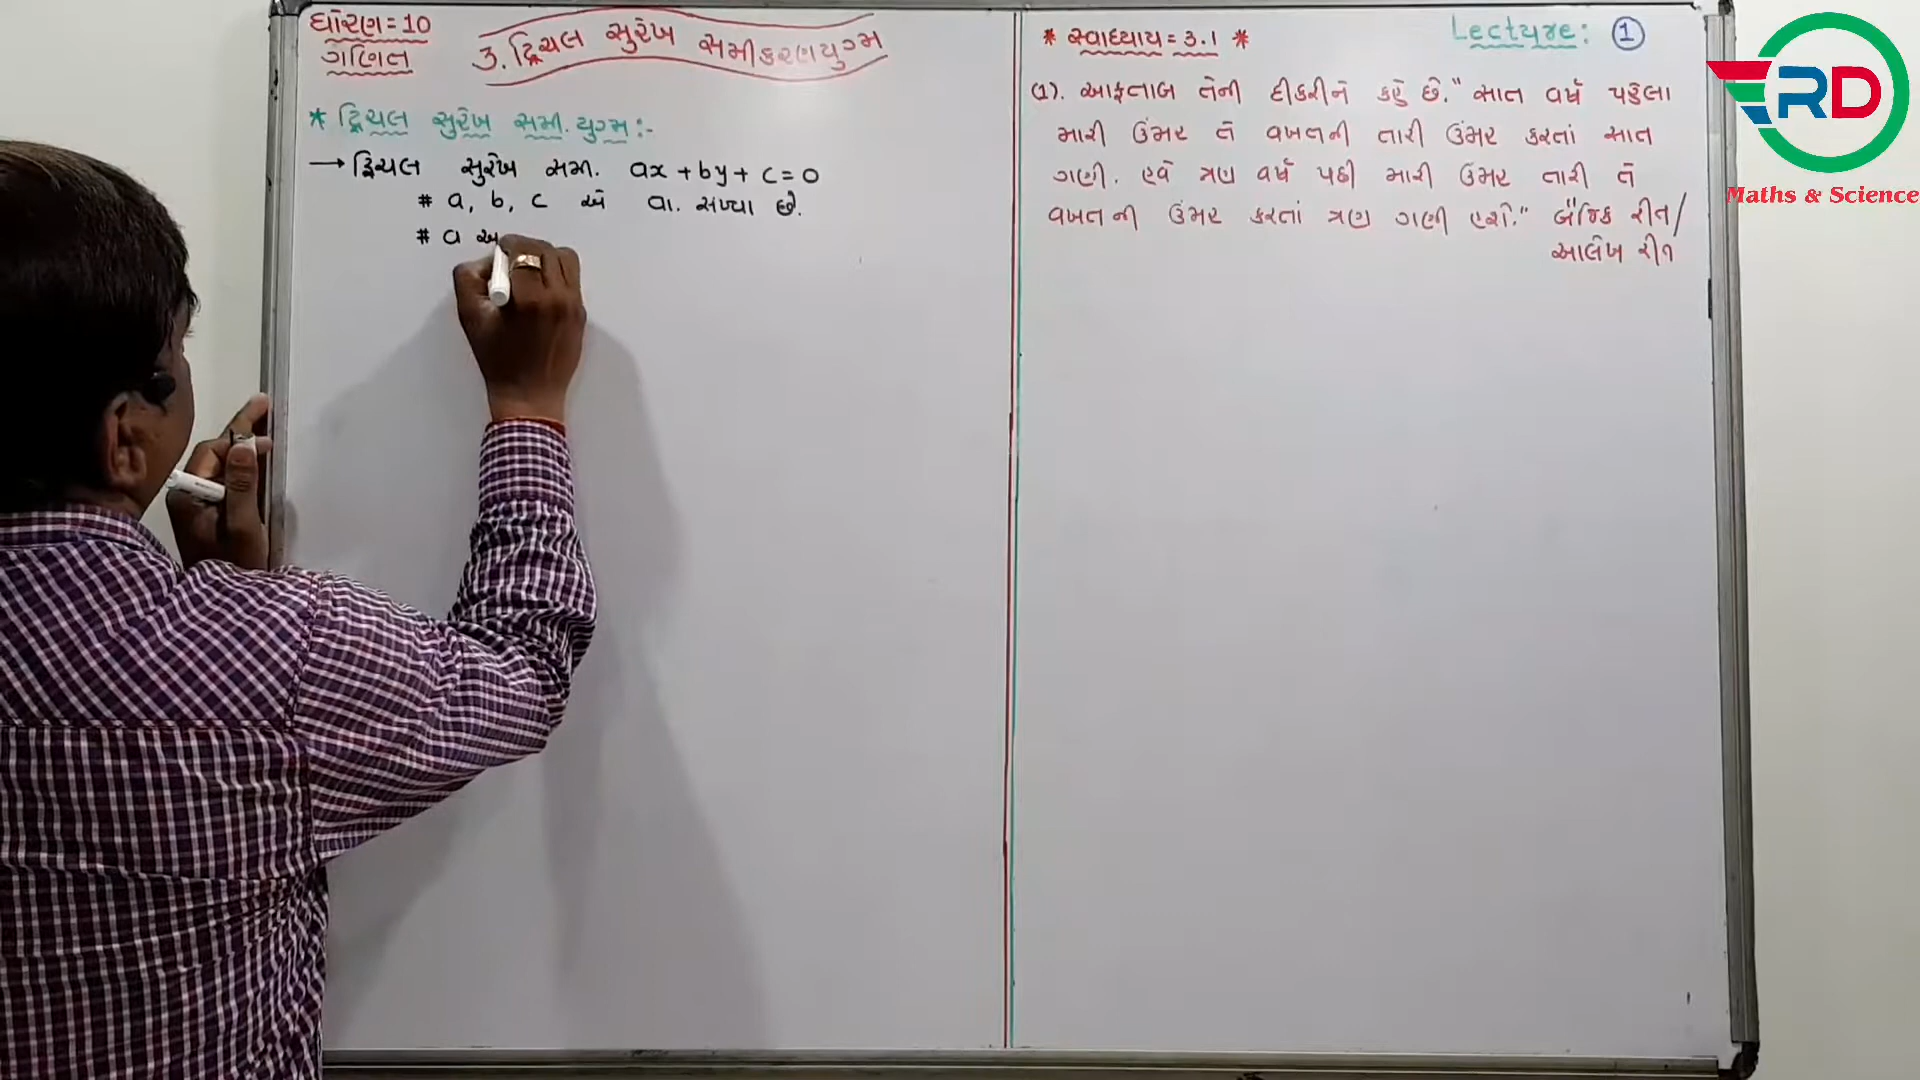 ધોરણ = 10
ગણિત
3. દ્વિચલ સુરેખ સમીકરણયુગ્મ
* દ્વિચલ સુરેખ સમી. યુગ્મ :-
→ દ્વિચલ સુરેખ સમી. ax + by + c = 0
# a, b, c એ વા. સંખ્યા છે.
# a અ
* સ્વાધ્યાય = 3.1 *
Lecture: 1
(1). આફતાબ તેની દીકરીને કહે છે. "સાત વર્ષ પહેલા
મારી ઉંમર તે વખતની તારી ઉંમર કરતાં સાત
ગણી. હવે ત્રણ વર્ષ પછી મારી ઉંમર તારી તે
વખતની ઉંમર કરતાં ત્રણ ગણી હશે." બૈજિક રીત/
આલેખ રીત
RD
Maths & Science